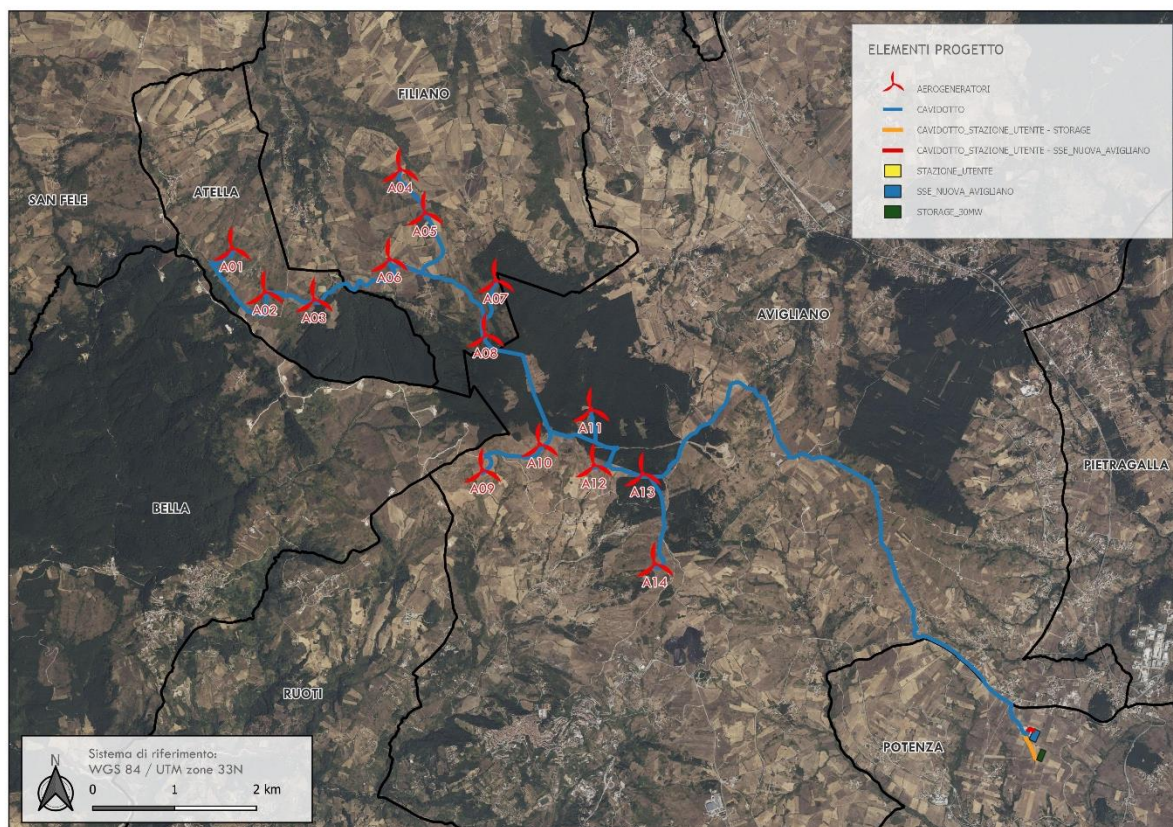 ELEMENTI PROGETTO
AEROGENERATORI
CAVIDOTTO
CAVIDOTTO_STAZIONE_UTENTE - STORAGE
CAVIDOTTO_STAZIONE_UTENTE - SSE_NUOVA_AVIGLIANO
STAZIONE_UTENTE
SSE_NUOVA_AVIGLIANO
STORAGE_30MW
FILIANO
ATELLA
SAN FELE
A04
A05
A01
A06
A02
A03
A07
AVIGLIANO
A08
A11
A10
A09
A12
A13
PIETRAGALLA
BELLA
A14
RUOTI
POTENZA
N
Sistema di riferimento:
WGS 84 / UTM zone 33N
0 1 2 km